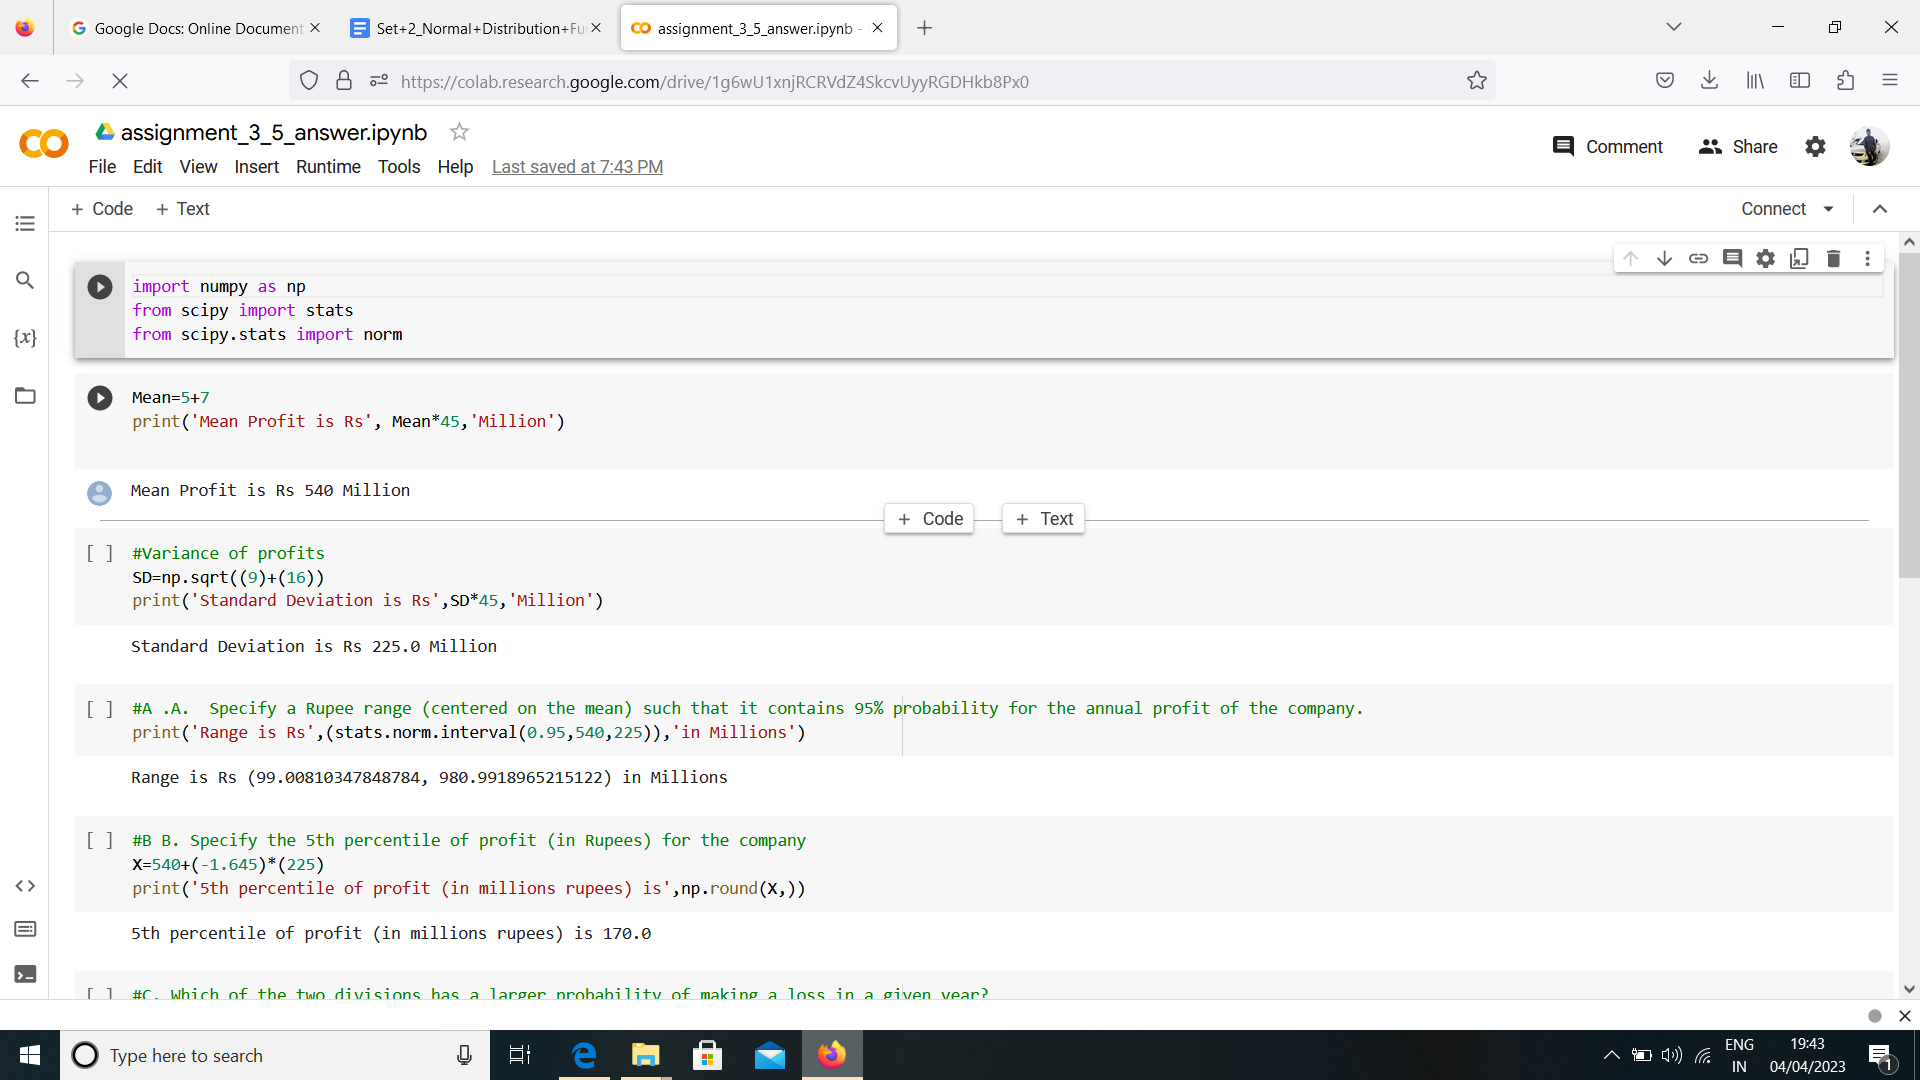 Google Docs: Online Document
Set+2_Normal+Distribution+Fu
assignment_3_5_answer.ipynb -
https://colab.research.google.com/drive/1g6wU1xnjRCRVdZ4SkcvUyyRGDHkb8Px0
assignment_3_5_answer.ipynb
Comment
Share
File Edit View Insert Runtime Tools Help Last saved at 7:43 PM
+ Code + Text
Connect
import numpy as np
from scipy import stats
from scipy.stats import norm
{x}
Mean=5+7
print('Mean Profit is Rs', Mean*45,'Million')
Mean Profit is Rs 540 Million
+ Code + Text
[ ] #Variance of profits
SD=np.sqrt((9)+(16))
print('Standard Deviation is Rs',SD*45,'Million')
Standard Deviation is Rs 225.0 Million
[ ] #A .A.  Specify a Rupee range (centered on the mean) such that it contains 95% probability for the annual profit of the company.
print('Range is Rs',(stats.norm.interval(0.95,540,225)),'in Millions')
Range is Rs (99.00810347848784, 980.9918965215122) in Millions
[ ] #B B. Specify the 5th percentile of profit (in Rupees) for the company
X=540+(-1.645)*(225)
print('5th percentile of profit (in millions rupees) is',np.round(X,))
5th percentile of profit (in millions rupees) is 170.0
[ ] #C. Which of the two divisions has a larger probability of making a loss in a given year?
Type here to search
ENG
IN
19:43
04/04/2023
1